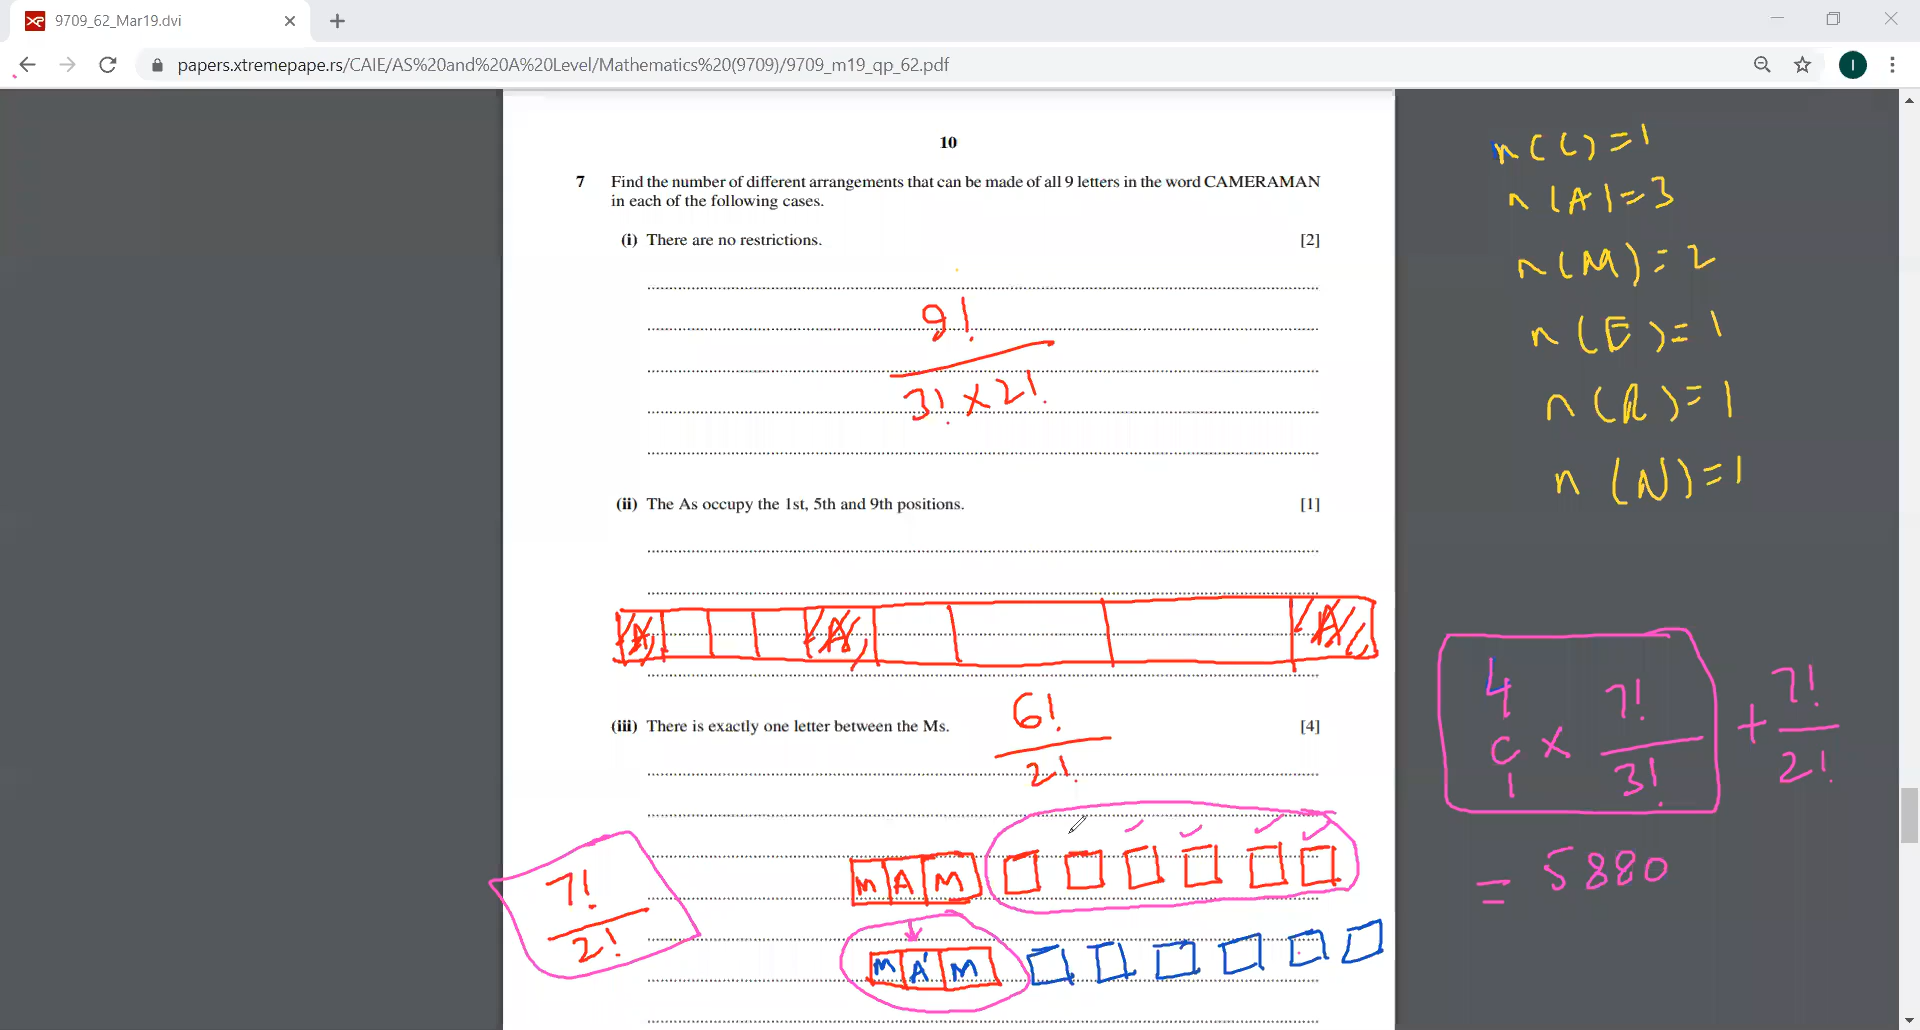 9709_62_Mar19.dvi
papers.xtremepape.rs/CAIE/AS%20and%20A%20Level/Mathematics%20(9709)/9709_m19_qp_62.pdf
I
10
7 Find the number of different arrangements that can be made of all 9 letters in the word CAMERAMAN
in each of the following cases.
(i) There are no restrictions. [2]
9!
3! × 2!
(ii) The As occupy the 1st, 5th and 9th positions. [1]
A A A
6!
2!
(iii) There is exactly one letter between the Ms. [4]
M A M
7!
2!
M A M
n(C)=1
n(A)=3
n(M)=2
n(E)=1
n(R)=1
n(N)=1
4C1 × 7!/3! + 7!/2!
= 5880